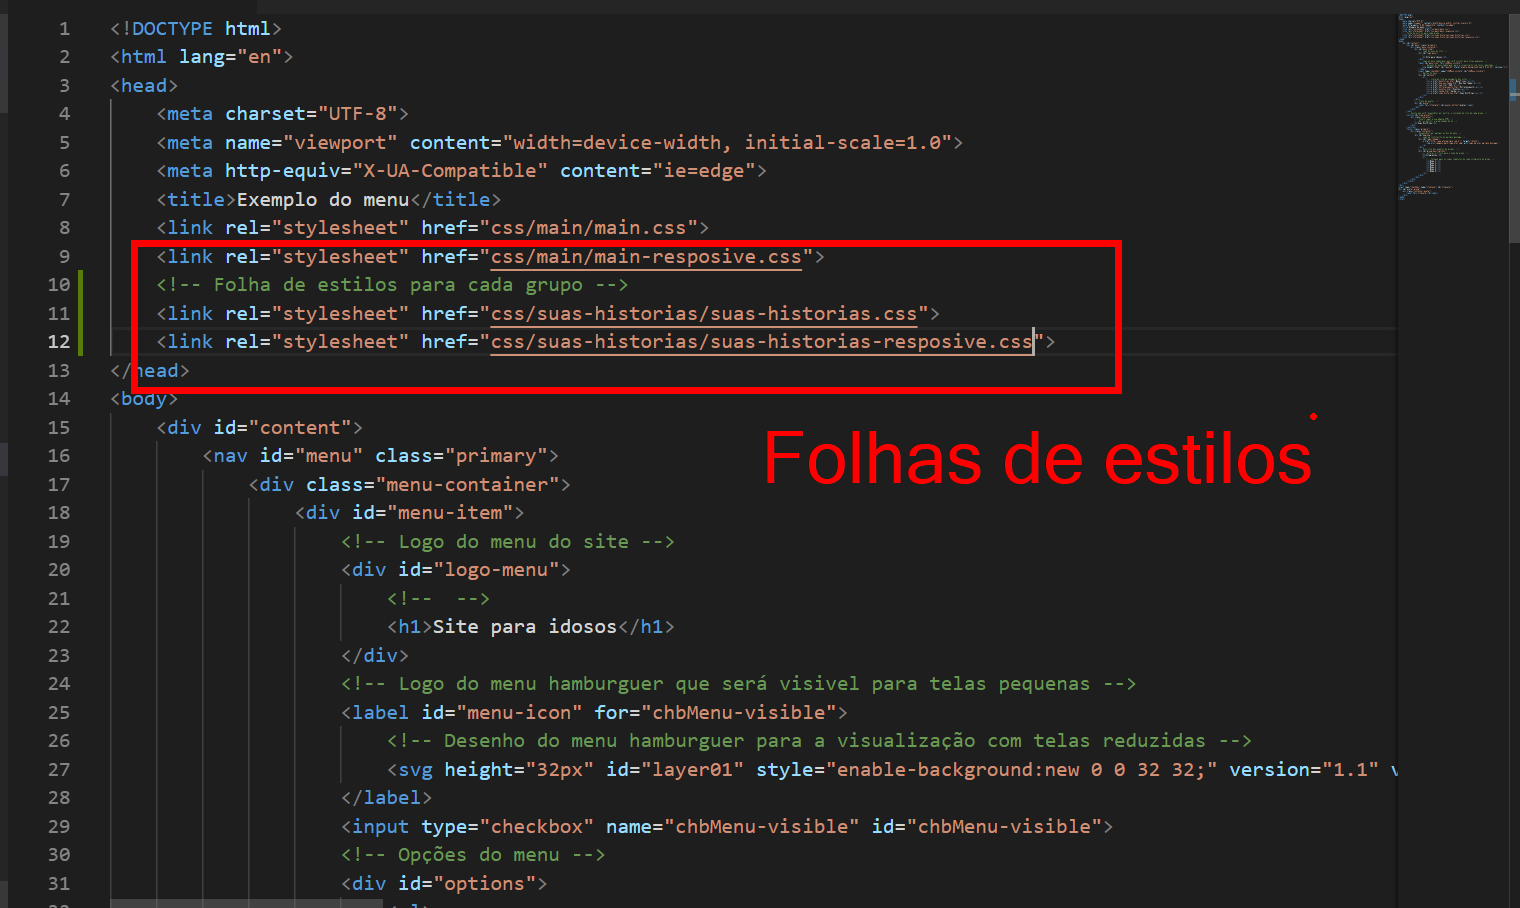 1 <!DOCTYPE html>
2 <html lang="en">
3 <head>
4 <meta charset="UTF-8">
5 <meta name="viewport" content="width=device-width, initial-scale=1.0">
6 <meta http-equiv="X-UA-Compatible" content="ie=edge">
7 <title>Exemplo do menu</title>
8 <link rel="stylesheet" href="css/main/main.css">
9 <link rel="stylesheet" href="css/main/main-resposive.css">
10 <!-- Folha de estilos para cada grupo -->
11 <link rel="stylesheet" href="css/suas-historias/suas-historias.css">
12 <link rel="stylesheet" href="css/suas-historias/suas-historias-resposive.css">
13 </head>
14 <body>
15 <div id="content">
16 <nav id="menu" class="primary">
17 <div class="menu-container">
18 <div id="menu-item">
19 <!-- Logo do menu do site -->
20 <div id="logo-menu">
21 <!--  -->
22 <h1>Site para idosos</h1>
23 </div>
24 <!-- Logo do menu hamburguer que será visivel para telas pequenas -->
25 <label id="menu-icon" for="chbMenu-visible">
26 <!-- Desenho do menu hamburguer para a visualização com telas reduzidas -->
27 <svg height="32px" id="layer01" style="enable-background:new 0 0 32 32;" version="1.1"
28 </label>
29 <input type="checkbox" name="chbMenu-visible" id="chbMenu-visible">
30 <!-- Opções do menu -->
31 <div id="options">
Folhas de estilos